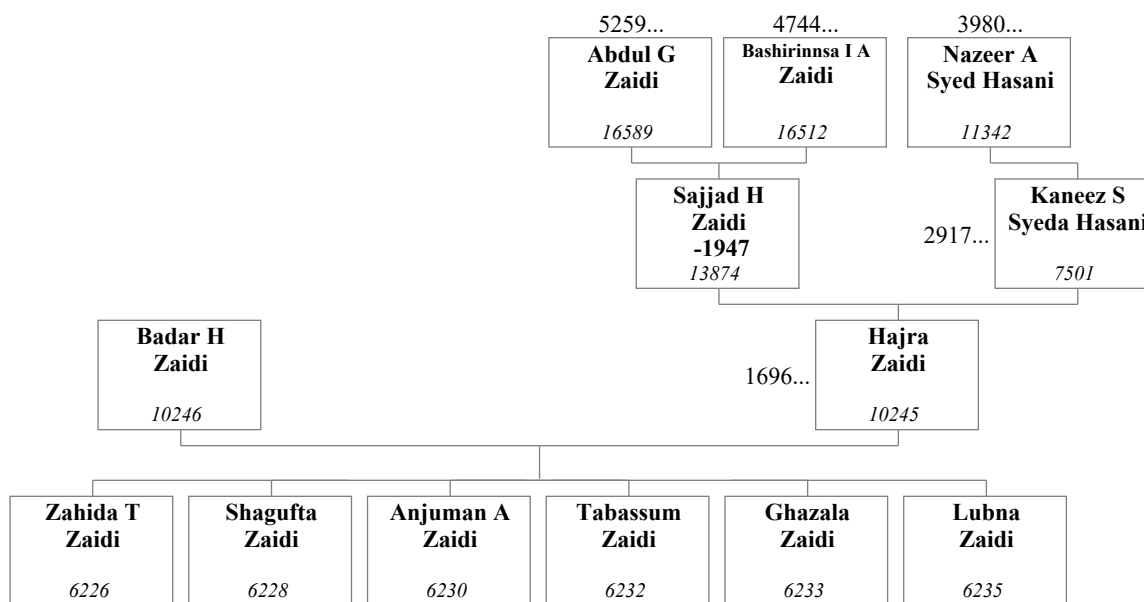 5259...
4744...
3980...
Abdul G
Zaidi
16589
Bashirinnsa I A
Zaidi
16512
Nazeer A
Syed Hasani
11342
Sajjad H
Zaidi
-1947
13874
2917...
Kaneez S
Syeda Hasani
7501
Badar H
Zaidi
10246
1696...
Hajra
Zaidi
10245
Zahida T
Zaidi
6226
Shagufta
Zaidi
6228
Anjuman A
Zaidi
6230
Tabassum
Zaidi
6232
Ghazala
Zaidi
6233
Lubna
Zaidi
6235